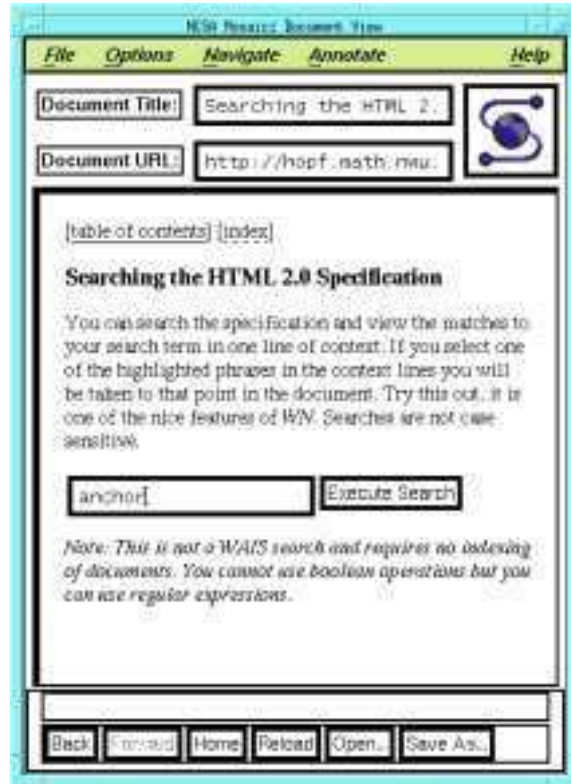 NCSA Mosaic: Document View
File Options Navigate Annotate Help
Document Title: Searching the HTML 2.
Document URL: http://hopf.math.nwu.
[table of contents] [index]
Searching the HTML 2.0 Specification
You can search the specification and view the matches to
your search term in one line of context. If you select one
of the highlighted phrases in the context lines you will
be taken to that point in the document. Try this out, it is
one of the nice features of WN. Searches are not case
sensitive.
anchor Execute Search
Note: This is not a WAIS search and requires no indexing
of documents. You cannot use boolean operations but you
can use regular expressions.
Back Forward Home Reload Open... Save As...